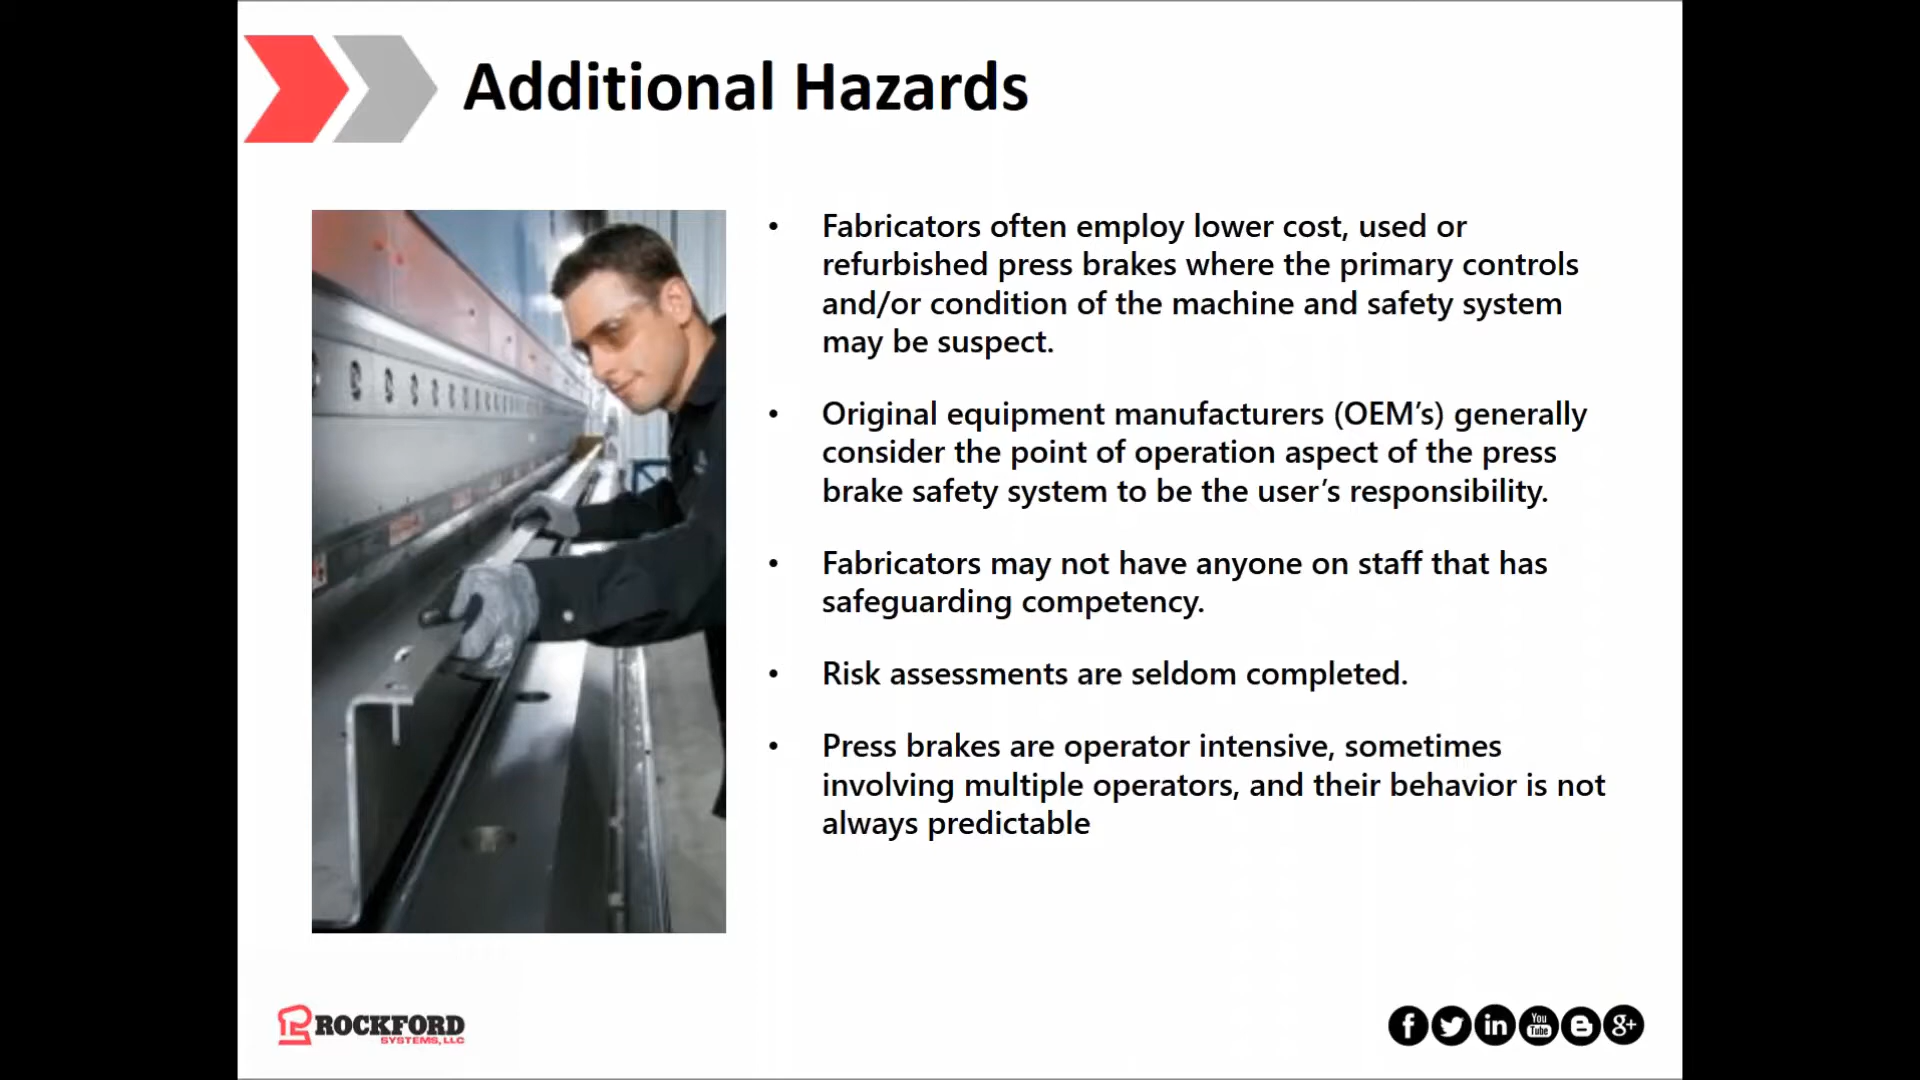 Additional Hazards
• Fabricators often employ lower cost, used or
refurbished press brakes where the primary controls
and/or condition of the machine and safety system
may be suspect.
• Original equipment manufacturers (OEM’s) generally
consider the point of operation aspect of the press
brake safety system to be the user’s responsibility.
• Fabricators may not have anyone on staff that has
safeguarding competency.
• Risk assessments are seldom completed.
• Press brakes are operator intensive, sometimes
involving multiple operators, and their behavior is not
always predictable
ROCKFORD
SYSTEMS, LLC
f in You Tube B g+